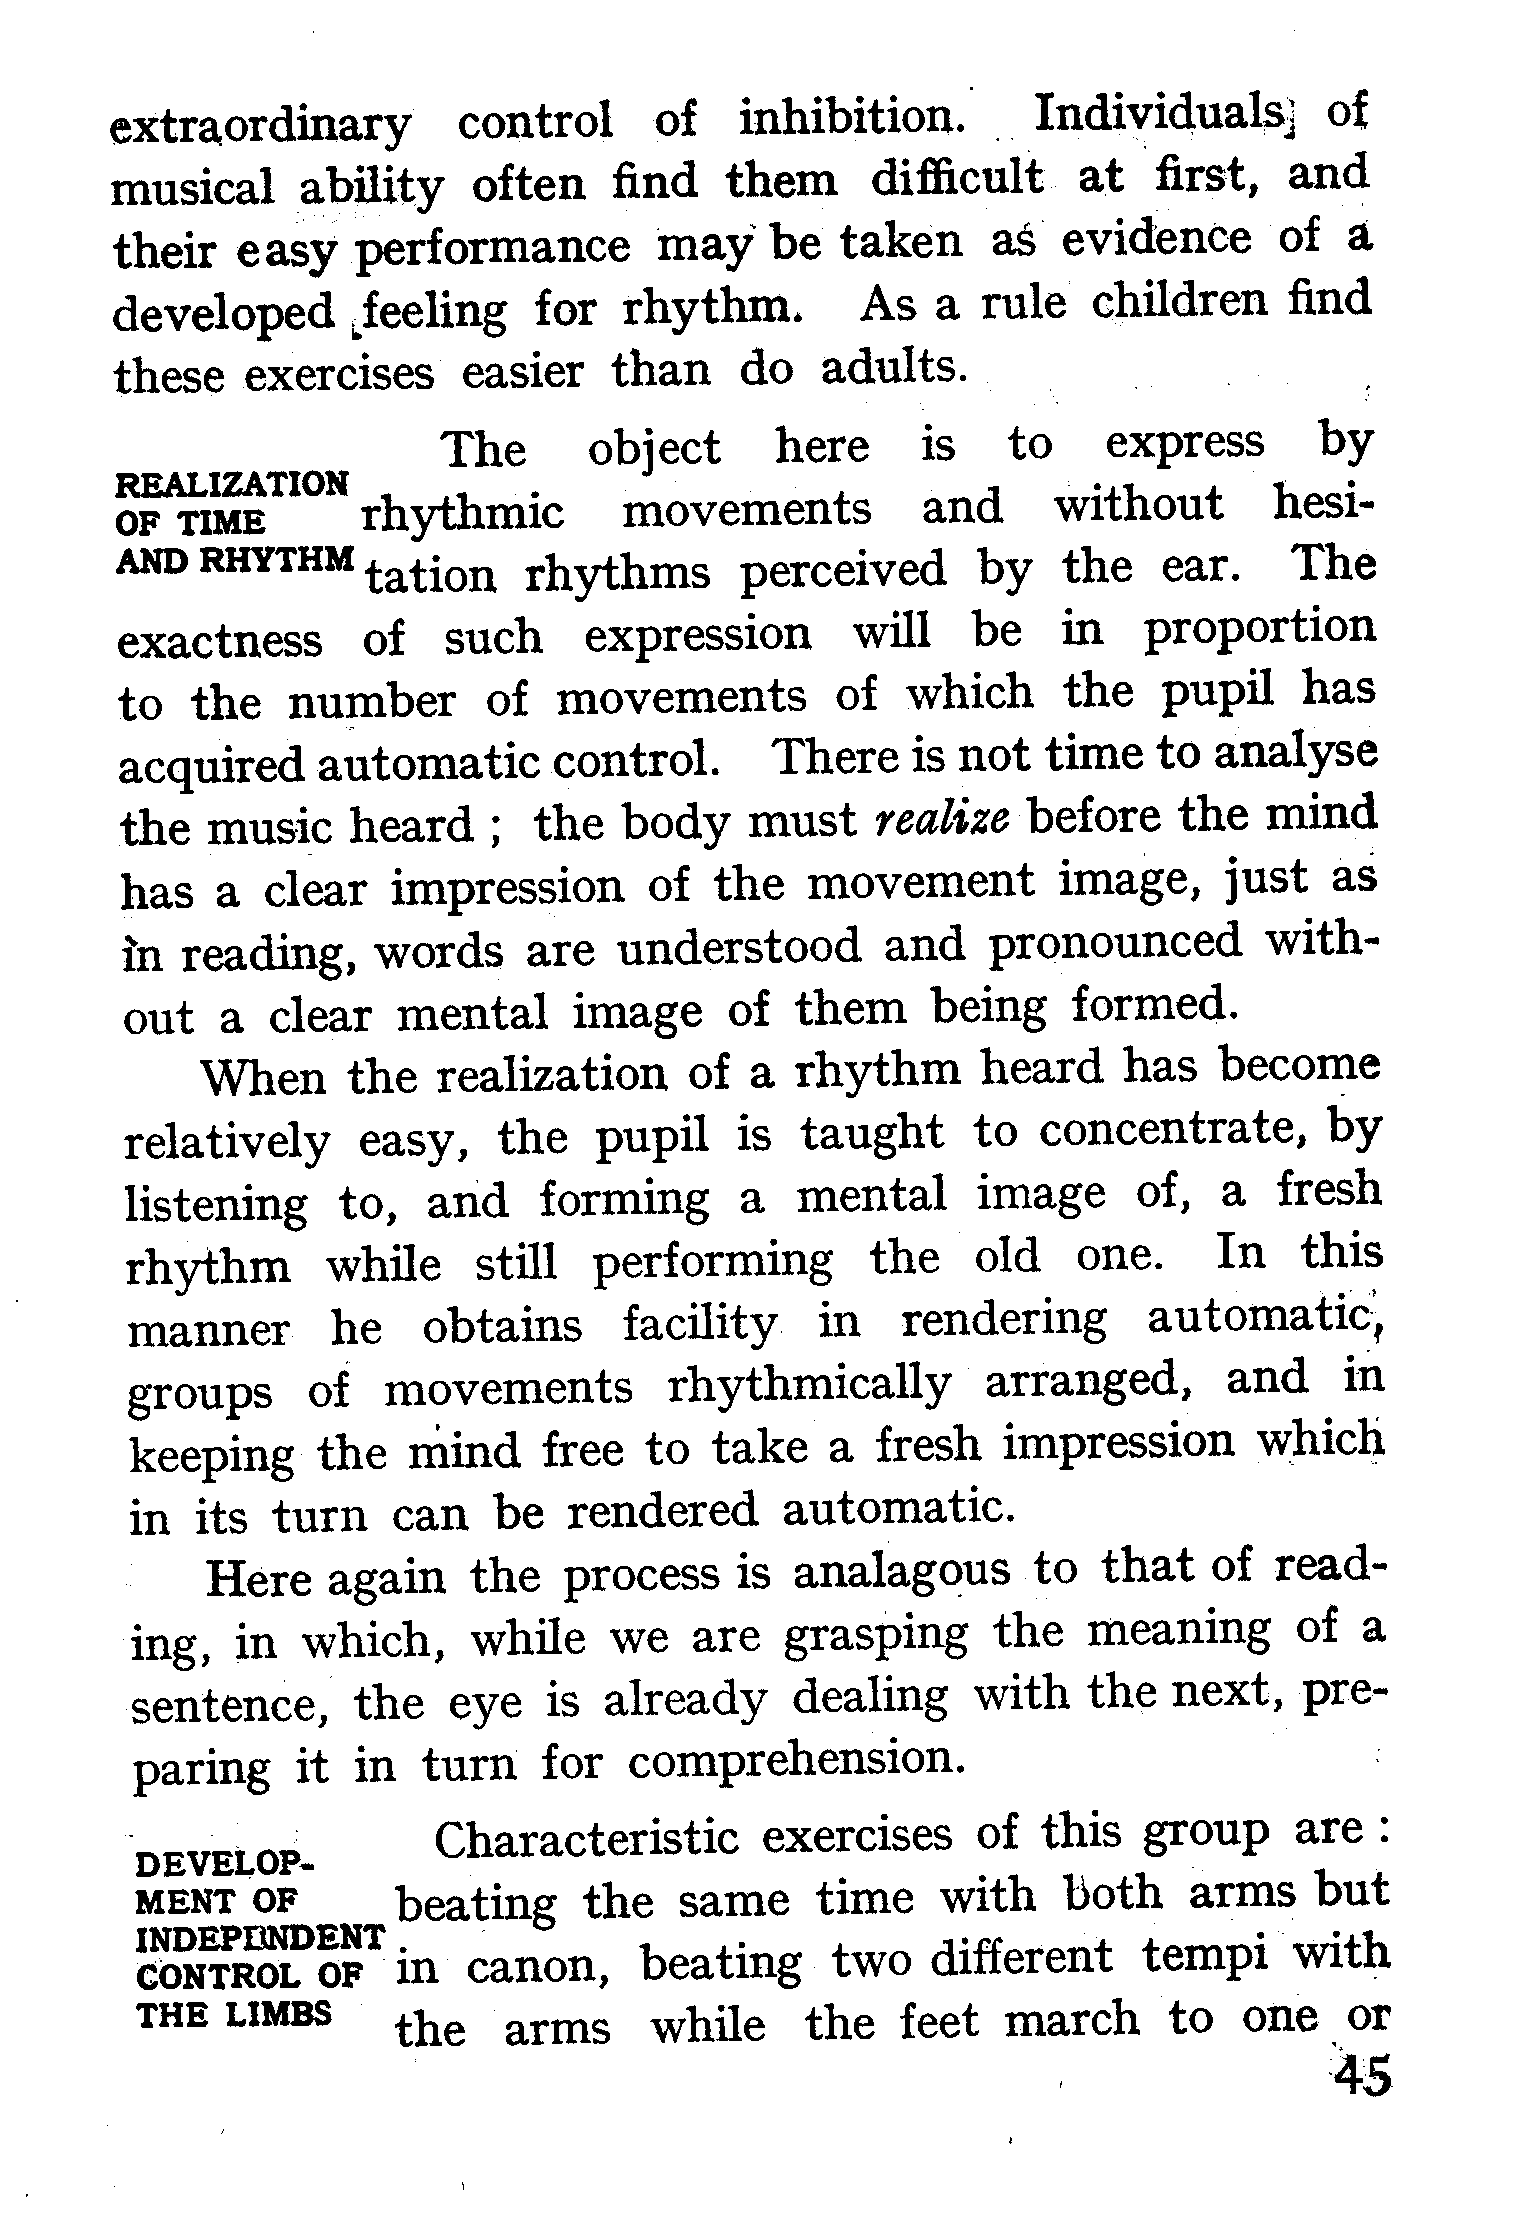 extraordinary control of inhibition. Individuals of
musical ability often find them difficult at first, and
their easy performance may be taken as evidence of a
developed feeling for rhythm. As a rule children find
these exercises easier than do adults.
REALIZATION
OF TIME
AND RHYTHM
The object here is to express by
rhythmic movements and without hesi-
tation rhythms perceived by the ear. The
exactness of such expression will be in proportion
to the number of movements of which the pupil has
acquired automatic control. There is not time to analyse
the music heard ; the body must realize before the mind
has a clear impression of the movement image, just as
in reading, words are understood and pronounced with-
out a clear mental image of them being formed.
When the realization of a rhythm heard has become
relatively easy, the pupil is taught to concentrate, by
listening to, and forming a mental image of, a fresh
rhythm while still performing the old one. In this
manner he obtains facility in rendering automatic,
groups of movements rhythmically arranged, and in
keeping the mind free to take a fresh impression which
in its turn can be rendered automatic.
Here again the process is analagous to that of read-
ing, in which, while we are grasping the meaning of a
sentence, the eye is already dealing with the next, pre-
paring it in turn for comprehension.
DEVELOP-
MENT OF
INDEPENDENT
CONTROL OF
THE LIMBS
Characteristic exercises of this group are :
beating the same time with both arms but
in canon, beating two different tempi with
the arms while the feet march to one or
45